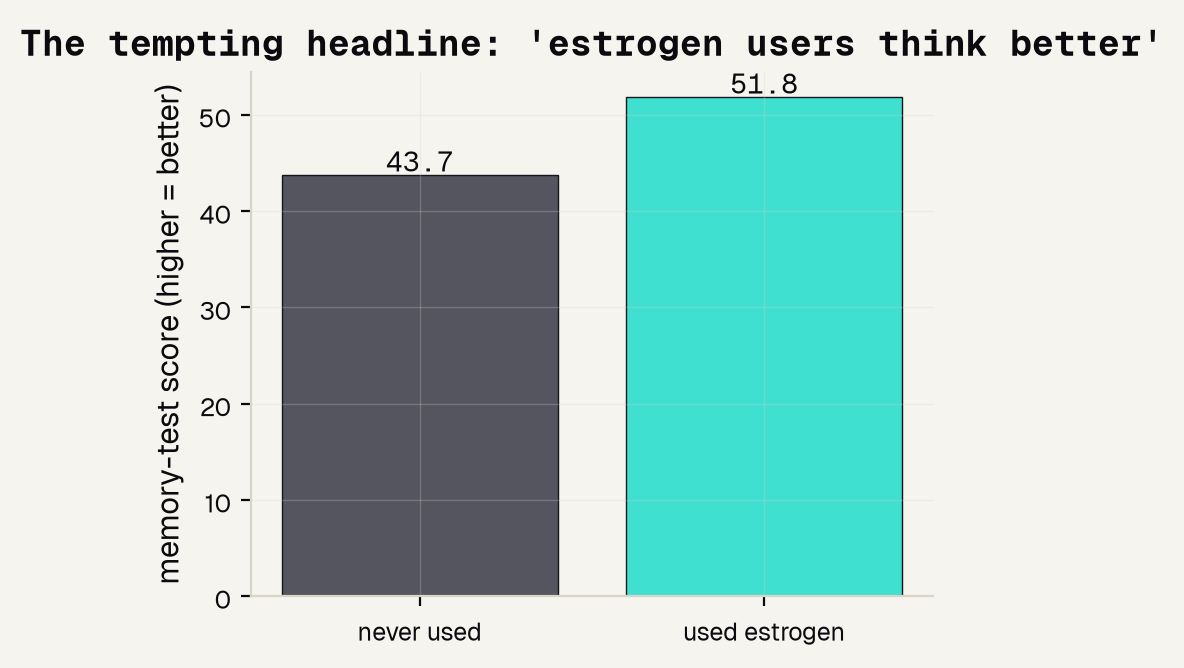 The tempting headline: 'estrogen users think better'
memory-test score (higher = better)
50
40
30
20
10
0
43.7
51.8
never used
used estrogen